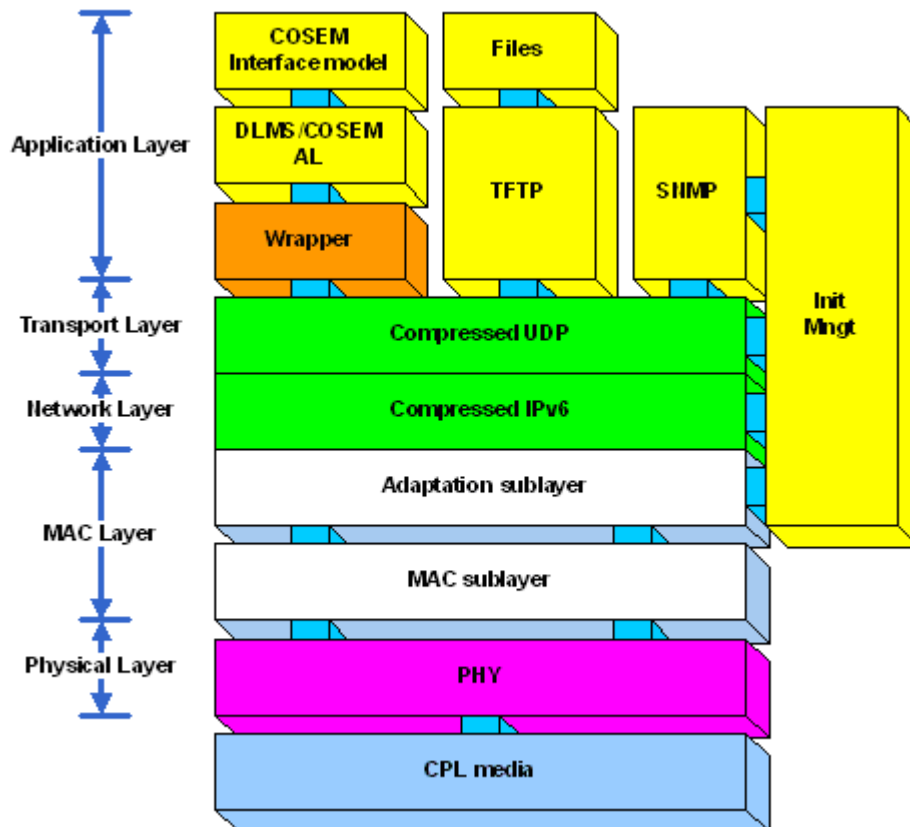 COSEM
Interface model
Files
Application Layer
DLMS/COSEM
AL
TFTP
SNMP
Wrapper
Init
Mngt
Transport Layer
Compressed UDP
Network Layer
Compressed IPv6
MAC Layer
Adaptation sublayer
MAC sublayer
Physical Layer
PHY
CPL media